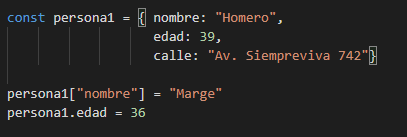 const persona1 = { nombre: "Homero",
edad: 39,
calle: "Av. Siempreviva 742"}
persona1["nombre"] = "Marge"
persona1.edad = 36